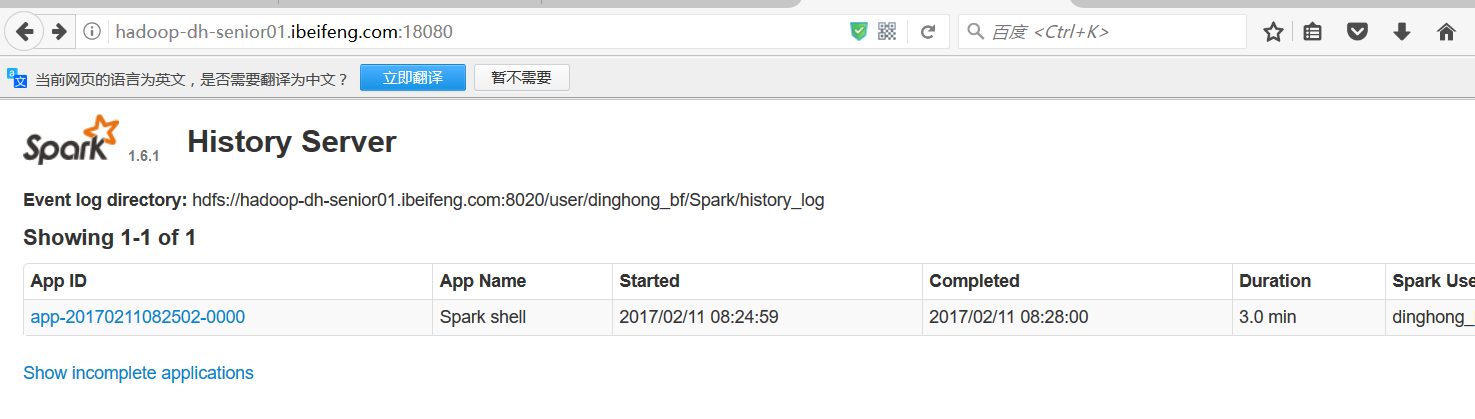 hadoop-dh-senior01.ibeifeng.com:18080
百度 <Ctrl+K>
当前网页的语言为英文，是否需要翻译为中文？ 立即翻译 暂不需要
Spark 1.6.1 History Server
Event log directory: hdfs://hadoop-dh-senior01.ibeifeng.com:8020/user/dinghong_bf/Spark/history_log
Showing 1-1 of 1
App ID App Name Started Completed Duration Spark Use
app-20170211082502-0000 Spark shell 2017/02/11 08:24:59 2017/02/11 08:28:00 3.0 min dinghong_
Show incomplete applications